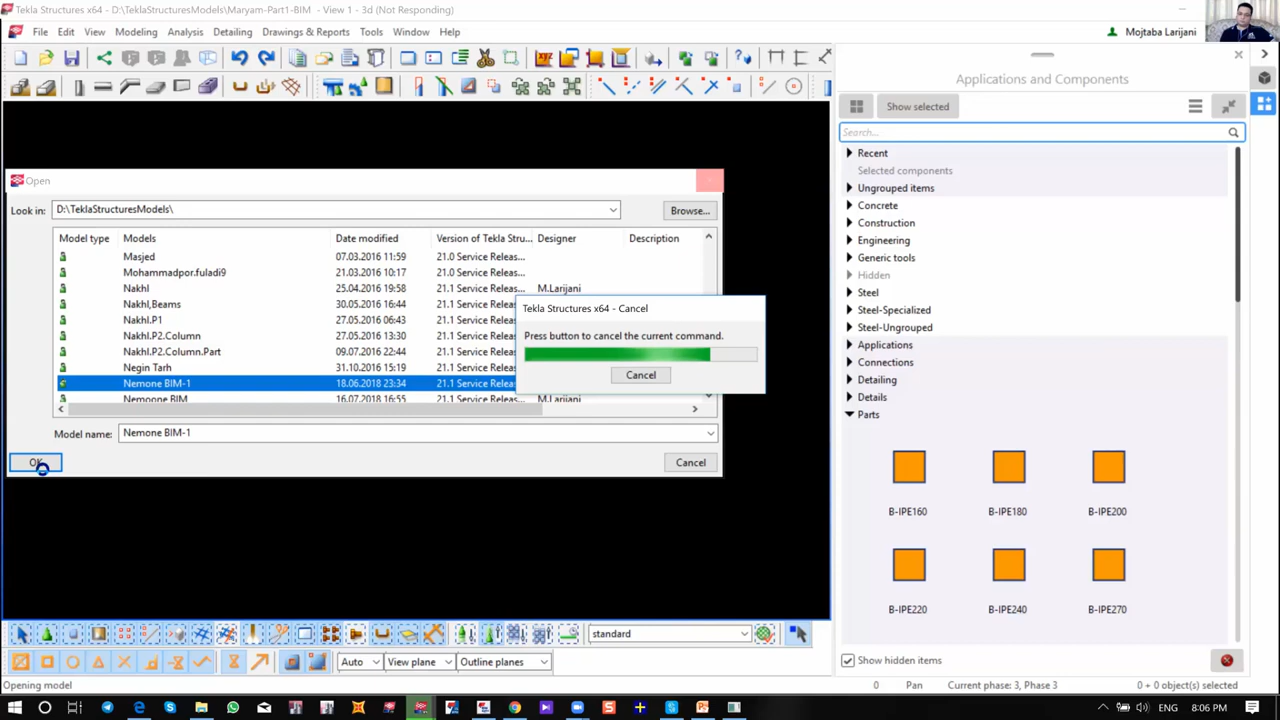 Tekla Structures x64 - D:\TeklaStructuresModels\Maryam-Part1-BIM - View 1 - 3d (Not Responding)
File Edit View Modeling Analysis Detailing Drawings & Reports Tools Window Help
Mojtaba Larijani
Applications and Components
Show selected
Search...
Recent
Selected components
Ungrouped items
Concrete
Construction
Engineering
Generic tools
Hidden
Steel
Steel-Specialized
Steel-Ungrouped
Applications
Connections
Detailing
Details
Parts
B-IPE160 B-IPE180 B-IPE200
B-IPE220 B-IPE240 B-IPE270
Show hidden items
Open
Look in: D:\TeklaStructuresModels\ Browse...
Model type Models Date modified Version of Tekla Stru... Designer Description
Masjed 07.03.2016 11:59 21.0 Service Releas...
Mohammadpor.fuladi9 21.03.2016 10:17 21.0 Service Releas...
Nakhl 25.04.2016 19:58 21.1 Service Releas... M.Larijani
Nakhl,Beams 30.05.2016 16:44 21.1 Service Releas
Nakhl.P1 27.05.2016 06:43 21.1 Service Releas
Nakhl.P2.Column 27.05.2016 13:30 21.1 Service Releas
Nakhl.P2.Column.Part 09.07.2016 22:44 21.1 Service Releas
Negin Tarh 31.10.2016 15:19 21.1 Service Releas
Nemone BIM-1 18.06.2018 23:34 21.1 Service Releas
Nemone BIM 16.07.2018 16:55 21.1 Service Releas... M.Larijani
Model name: Nemone BIM-1
OK Cancel
Tekla Structures x64 - Cancel
Press button to cancel the current command.
Cancel
standard
Auto View plane Outline planes
Opening model 0 Pan Current phase: 3, Phase 3 0 + 0 object(s) selected
ENG 8:06 PM